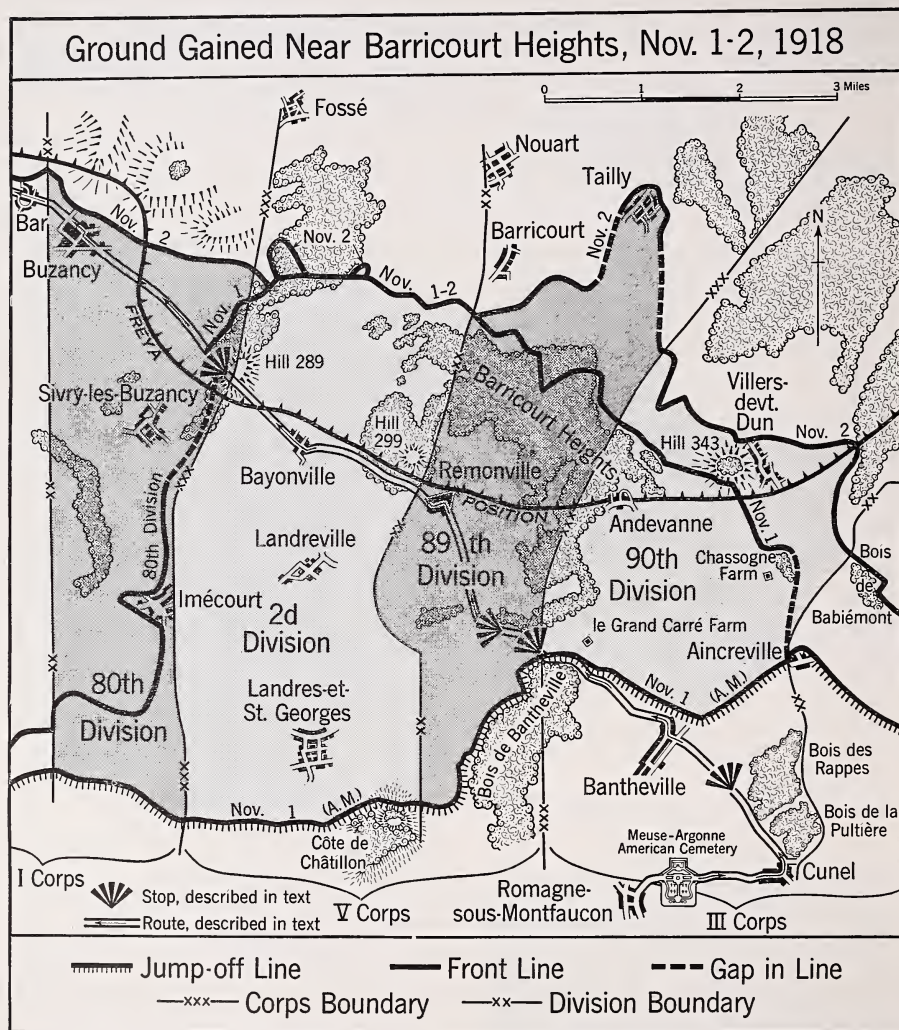 Ground Gained Near Barricourt Heights, Nov. 1-2, 1918
0 1 2 3 Miles
Fossé
Nouart
Tailly
Nov. 2
Barricourt
N
Bar
Nov. 2
Buzancy
Nov. 2
Nov. 1-2
xxx
FREYA
Nov. 1
Hill 289
Sivry-les-Buzancy
Barricourt Heights
Villers-
devt.
Dun
Nov. 2
Hill
299
Hill 343
Bayonville
Remonville
POSITION
Andevanne
80th Division
Nov. 1
Landreville
89th
Division
90th
Division
Chassogne
Farm
Bois
de
Babiémont
Imécourt
2d
Division
le Grand Carré Farm
Aincreville
80th
Division
Landres-et-
St. Georges
Nov. 1 (A.M.)
Bois de Bantheville
Bantheville
Bois des
Rappes
Nov. 1 (A.M.)
Côte de
Châtillon
Bois de la
Pultière
Meuse-Argonne
American Cemetery
Cunel
I Corps
Stop, described in text
Route, described in text
V Corps
Romagne-
sous-Montfaucon
III Corps
Jump-off Line
Front Line
Gap in Line
xxx Corps Boundary
xx Division Boundary